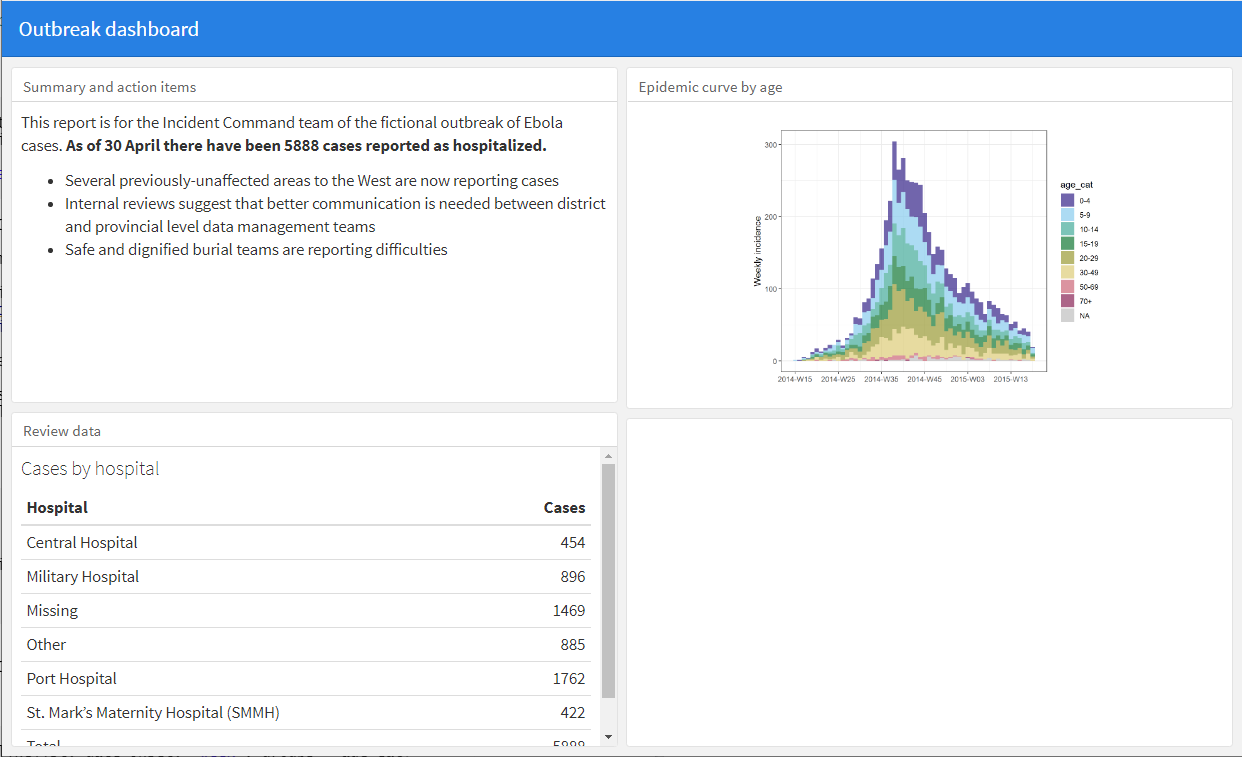 Outbreak dashboard
Summary and action items
This report is for the Incident Command team of the fictional outbreak of Ebola
cases. As of 30 April there have been 5888 cases reported as hospitalized.
• Several previously-unaffected areas to the West are now reporting cases
• Internal reviews suggest that better communication is needed between district
and provincial level data management teams
• Safe and dignified burial teams are reporting difficulties
Epidemic curve by age
Weekly incidence
300
200
100
0
2014-W15 2014-W25 2014-W35 2014-W45 2015-W03 2015-W13
age_cat
0-4
5-9
10-14
15-19
20-29
30-49
50-69
70+
NA
Review data
Cases by hospital
Hospital Cases
Central Hospital 454
Military Hospital 896
Missing 1469
Other 885
Port Hospital 1762
St. Mark's Maternity Hospital (SMMH) 422
Total 5888